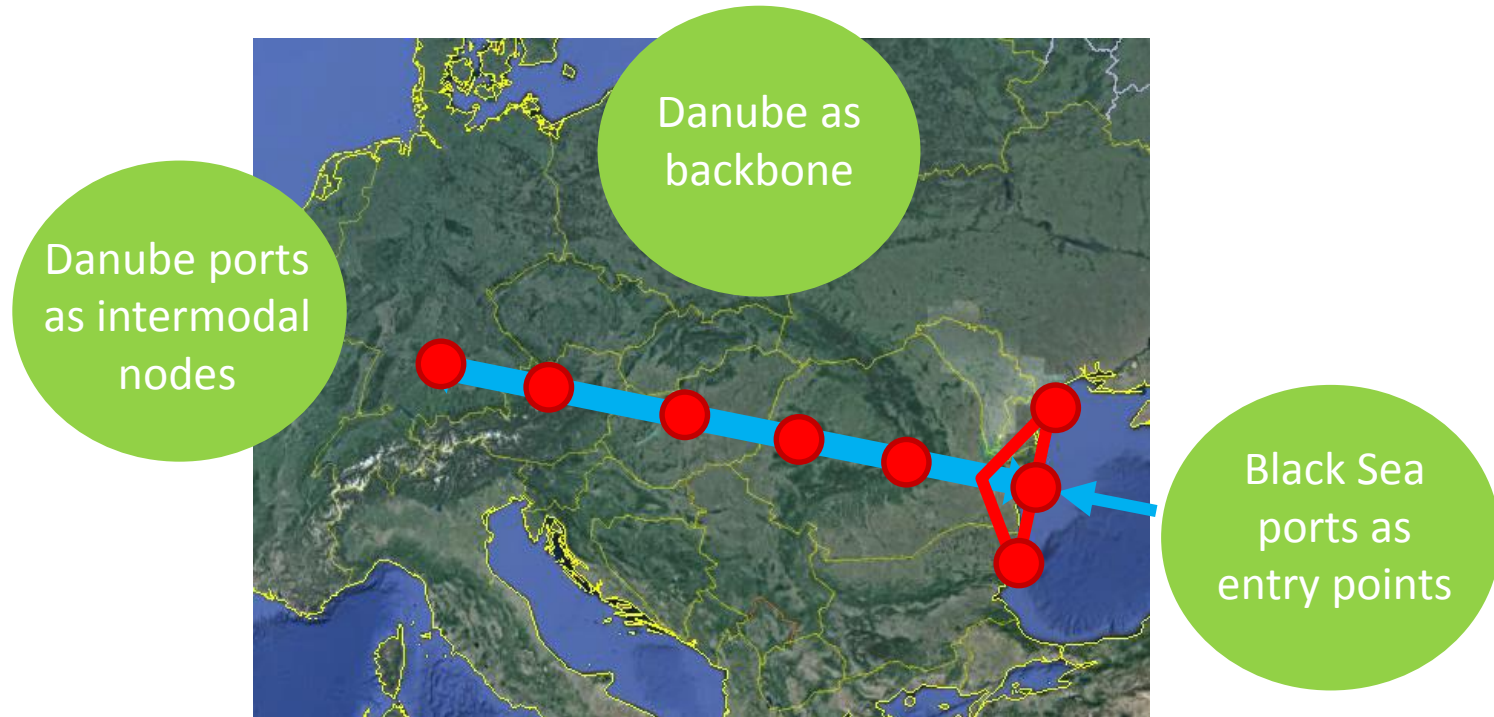 Danube as
backbone
Danube ports
as intermodal
nodes
Black Sea
ports as
entry points